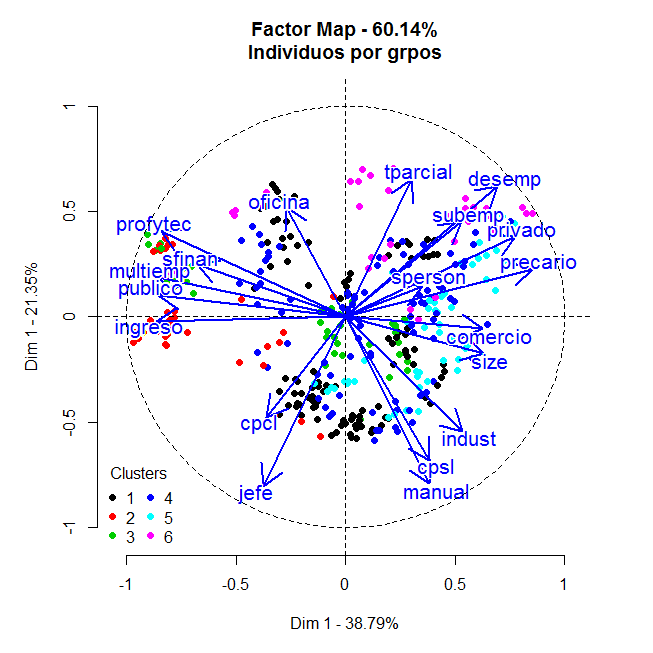 Factor Map - 60.14%
Individuos por grpos
1
0.5
0
-0.5
-1
Dim 1 - 21.35%
tparcial
desemp
oficina
subemp
profytec
privado
sfinan
precario
multiemp
sperson
publico
ingreso
comercio
size
cpcl
indust
cpsl
jefe
manual
Clusters
1 4
2 5
3 6
-1 -0.5 0 0.5 1
Dim 1 - 38.79%